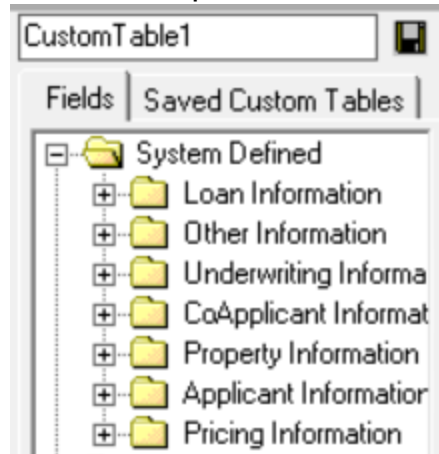 CustomTable1
Fields Saved Custom Tables
System Defined
Loan Information
Other Information
Underwriting Informa
CoApplicant Informat
Property Information
Applicant Information
Pricing Information